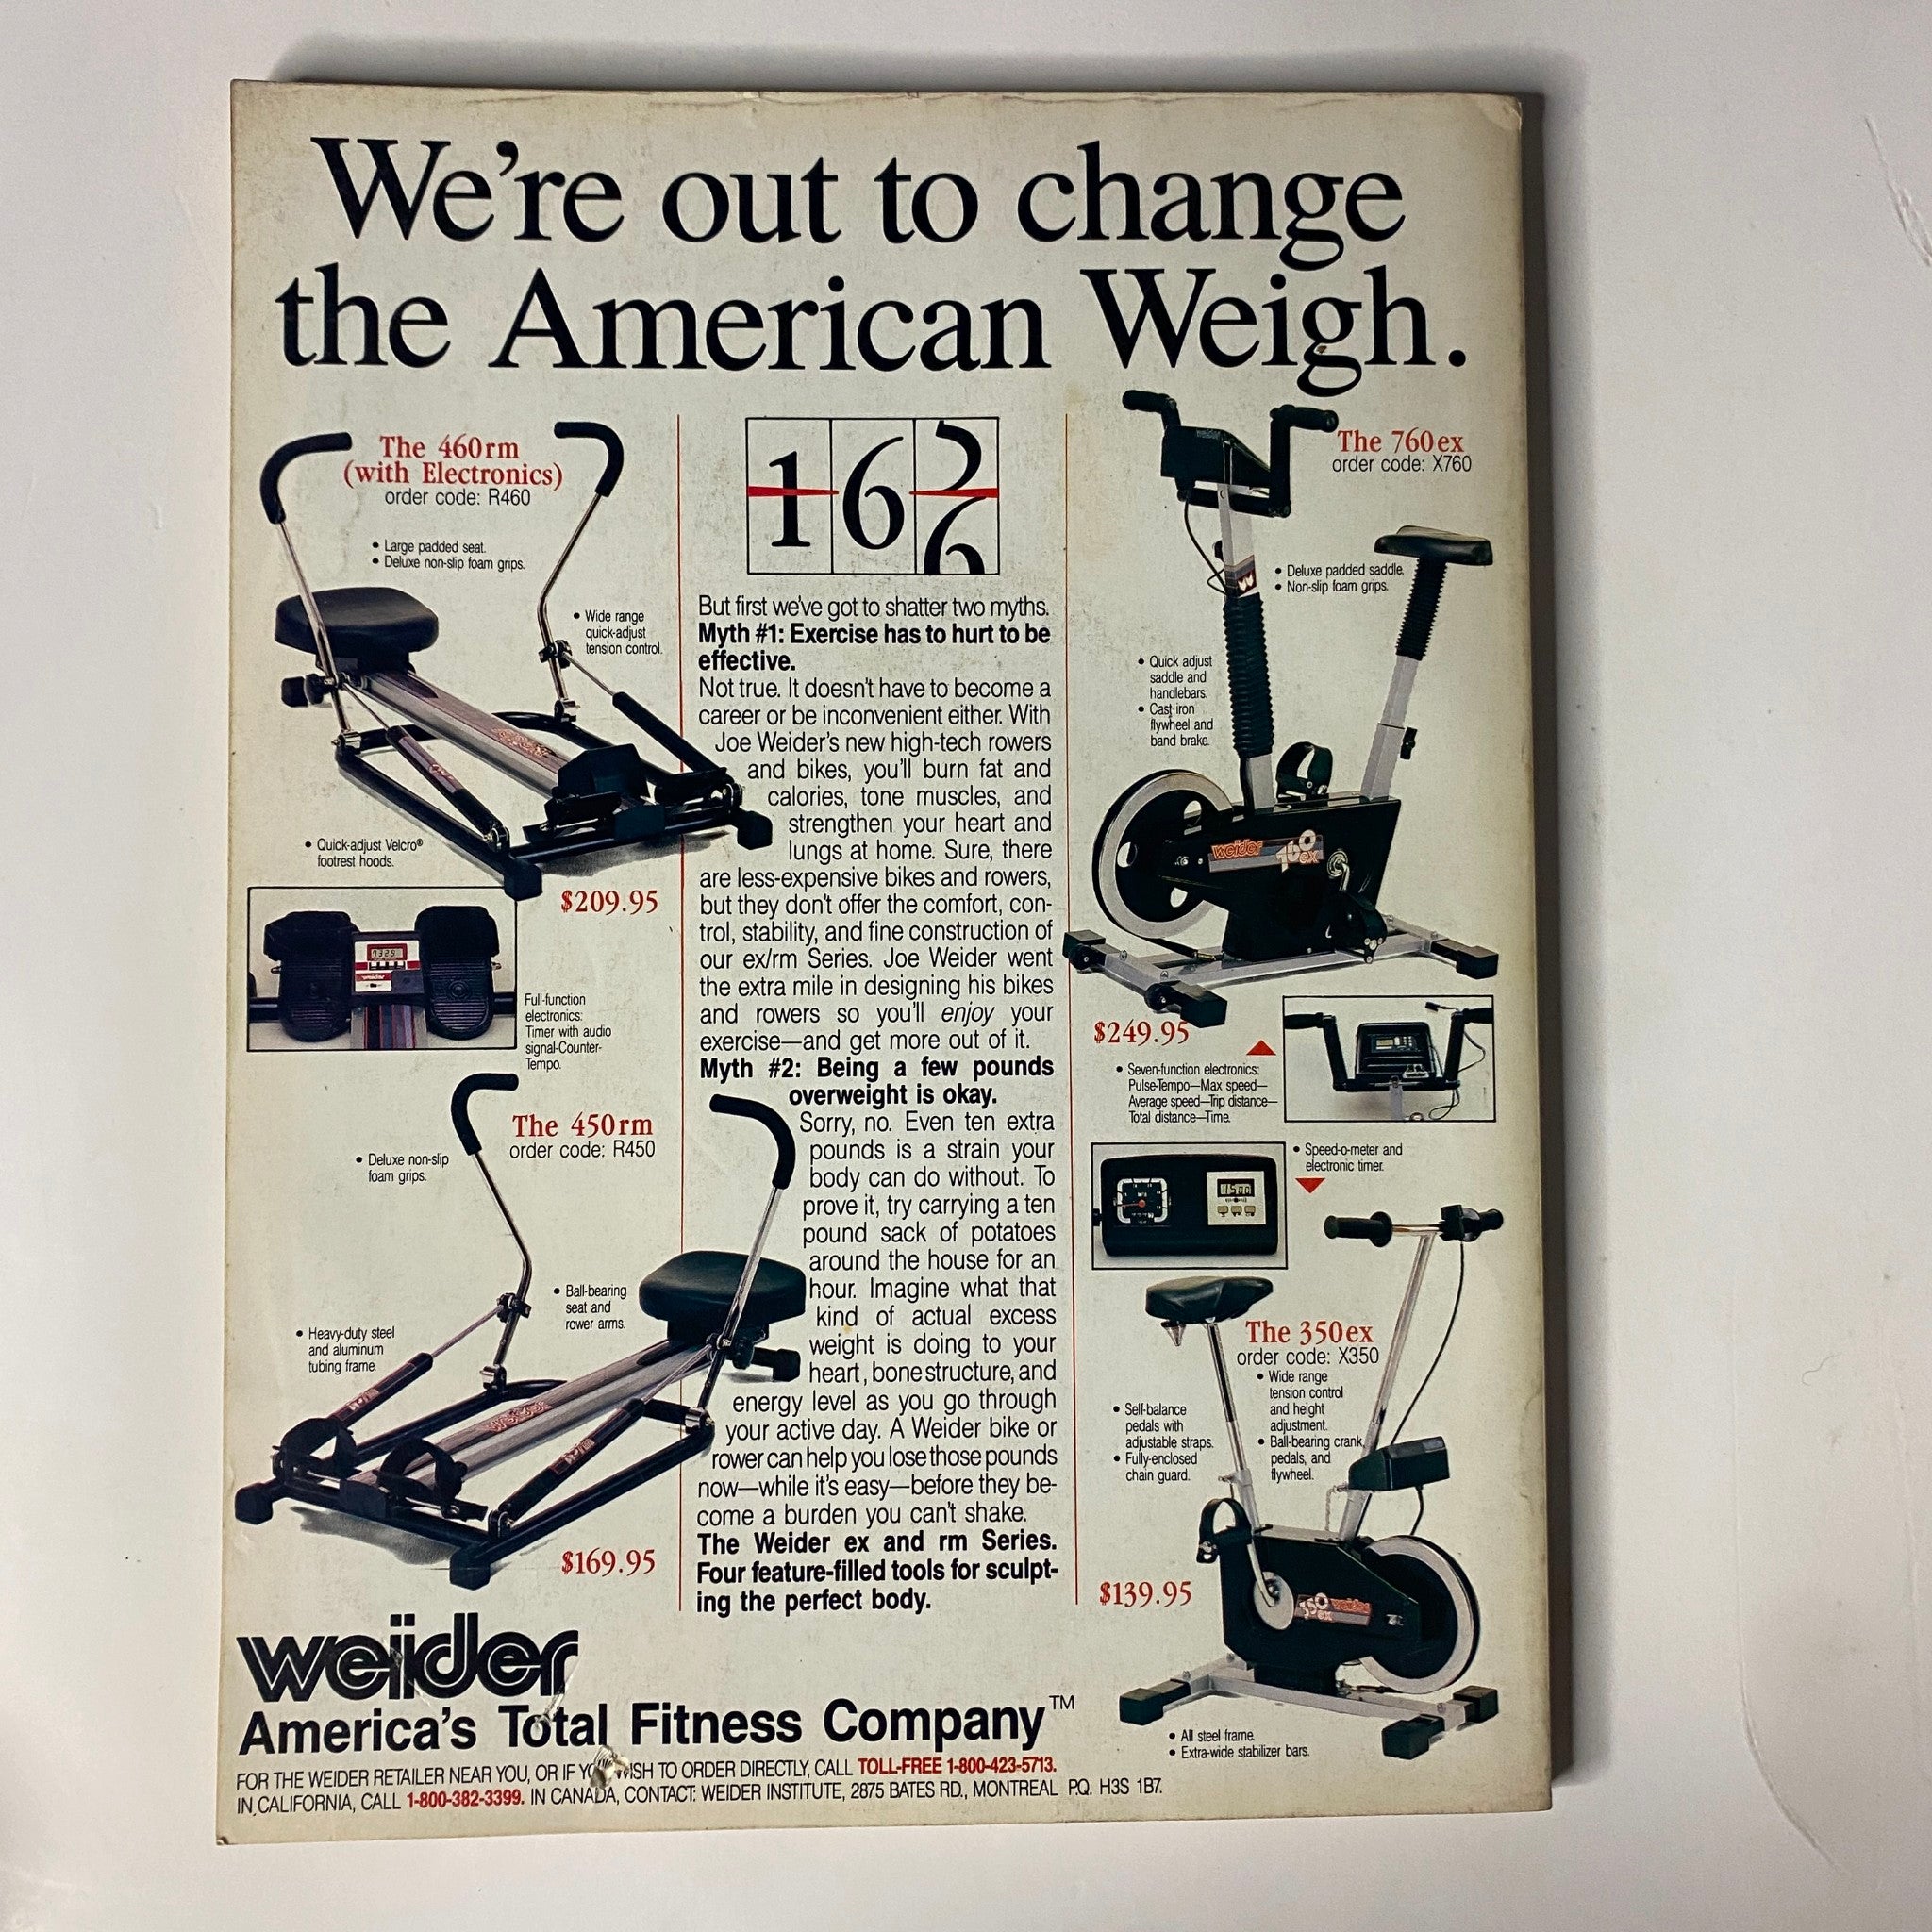 We're out to change
the American Weigh.
The 460rm
(with Electronics)
order code: R460
• Large padded seat.
• Deluxe non-slip foam grips.
• Wide range
quick-adjust
tension control.
• Quick-adjust Velcro®
footrest hoods.
$209.95
Full-function
electronics:
Timer with audio
signal-Counter-
Tempo.
The 450rm
order code: R450
• Deluxe non-slip
foam grips.
• Ball-bearing
seat and
rower arms.
• Heavy-duty steel
and aluminum
tubing frame.
$169.95
162
6
But first we've got to shatter two myths.
Myth #1: Exercise has to hurt to be
effective.
Not true. It doesn't have to become a
career or be inconvenient either. With
Joe Weider's new high-tech rowers
and bikes, you'll burn fat and
calories, tone muscles, and
strengthen your heart and
lungs at home. Sure, there
are less-expensive bikes and rowers,
but they don't offer the comfort, con-
trol, stability, and fine construction of
our ex/rm Series. Joe Weider went
the extra mile in designing his bikes
and rowers so you'll enjoy your
exercise—and get more out of it.
Myth #2: Being a few pounds
overweight is okay.
Sorry, no. Even ten extra
pounds is a strain your
body can do without. To
prove it, try carrying a ten
pound sack of potatoes
around the house for an
hour. Imagine what that
kind of actual excess
weight is doing to your
heart, bone structure, and
energy level as you go through
your active day. A Weider bike or
rower can help you lose those pounds
now—while it's easy—before they be-
come a burden you can't shake.
The Weider ex and rm Series.
Four feature-filled tools for sculpt-
ing the perfect body.
The 760ex
order code: X760
• Deluxe padded saddle.
• Non-slip foam grips.
• Quick adjust
saddle and
handlebars.
• Cast iron
flywheel and
band brake.
weider 760 ex
$249.95
• Seven-function electronics:
Pulse-Tempo—Max speed—
Average speed—Trip distance—
Total distance—Time.
• Speed-o-meter and
electronic timer.
1500
The 350ex
order code: X350
• Wide range
tension control
and height
adjustment.
• Ball-bearing crank,
pedals, and
flywheel.
• Self-balance
pedals with
adjustable straps.
• Fully-enclosed
chain guard.
350 ex weider
$139.95
• All steel frame.
• Extra-wide stabilizer bars.
weider
America's Total Fitness Company™
FOR THE WEIDER RETAILER NEAR YOU, OR IF YOU WISH TO ORDER DIRECTLY, CALL TOLL-FREE 1-800-423-5713.
IN CALIFORNIA, CALL 1-800-382-3399. IN CANADA, CONTACT: WEIDER INSTITUTE, 2875 BATES RD., MONTREAL P.Q. H3S 1B7.